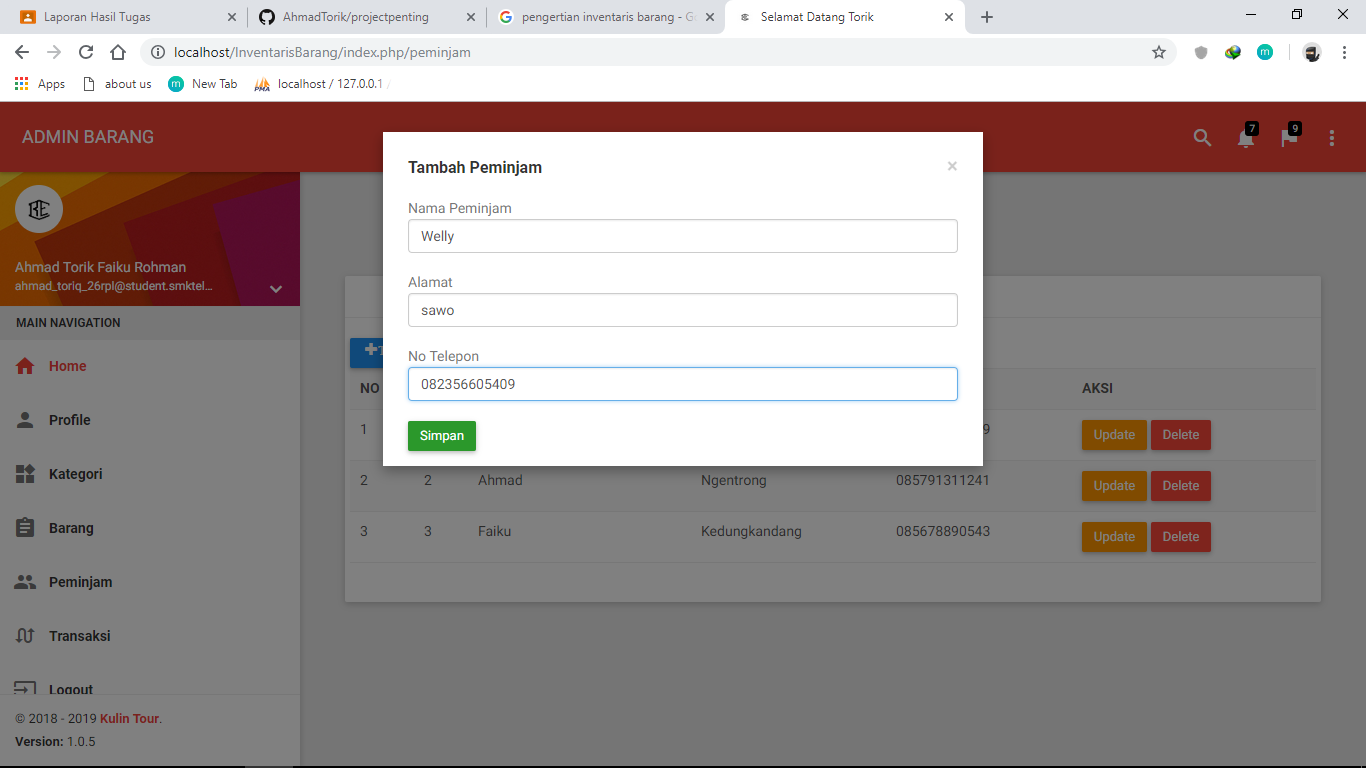 Laporan Hasil Tugas
AhmadTorik/projectpenting
pengertian inventaris barang - G
Selamat Datang Torik
localhost/InventarisBarang/index.php/peminjam
Apps
about us
m
New Tab
PMA
localhost / 127.0.0.1 /
m
ADMIN BARANG
7
9
Ahmad Torik Faiku Rohman
ahmad_toriq_26rpl@student.smktel...
MAIN NAVIGATION
Home
Profile
Kategori
Barang
Peminjam
Transaksi
Logout
© 2018 - 2019 Kulin Tour.
Version: 1.0.5
Tambah Peminjam
×
Nama Peminjam
Welly
Alamat
sawo
No Telepon
082356605409
Simpan
NO AKSI
1 9 Update Delete
2 2 Ahmad Ngentrong 085791311241 Update Delete
3 3 Faiku Kedungkandang 085678890543 Update Delete